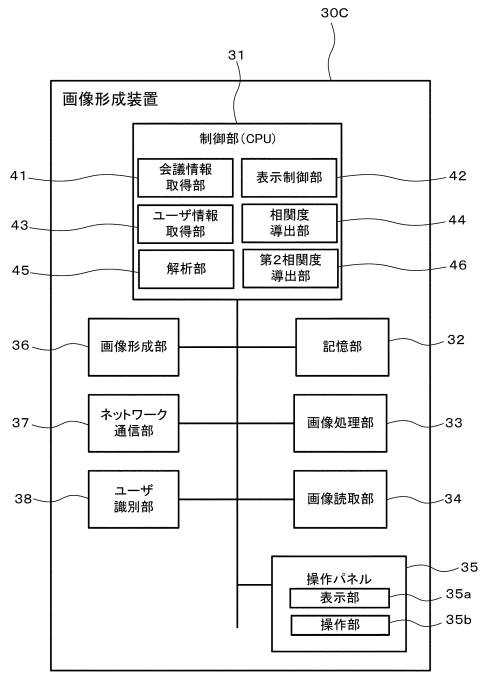 30C
31
画像形成装置
制御部(CPU)
41
会議情報
取得部
表示制御部
42
43
ユーザ情報
取得部
相関度
導出部
44
45
解析部
第2相関度
導出部
46
36
画像形成部
記憶部
32
37
ネットワーク
通信部
画像処理部
33
38
ユーザ
識別部
画像読取部
34
操作パネル
35
表示部
35a
操作部
35b